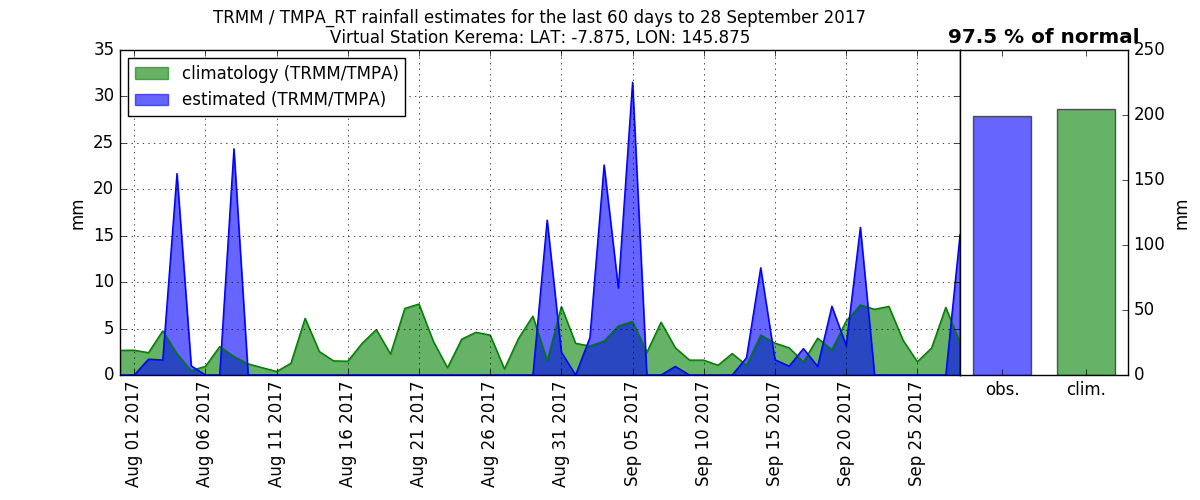 TRMM / TMPA_RT rainfall estimates for the last 60 days to 28 September 2017
Virtual Station Kerema: LAT: -7.875, LON: 145.875
97.5 % of normal
climatology (TRMM/TMPA)
estimated (TRMM/TMPA)
35
30
25
20
15
10
5
0
mm
Aug 01 2017
Aug 06 2017
Aug 11 2017
Aug 16 2017
Aug 21 2017
Aug 26 2017
Aug 31 2017
Sep 05 2017
Sep 10 2017
Sep 15 2017
Sep 20 2017
Sep 25 2017
obs.
clim.
250
200
150
100
50
0
mm